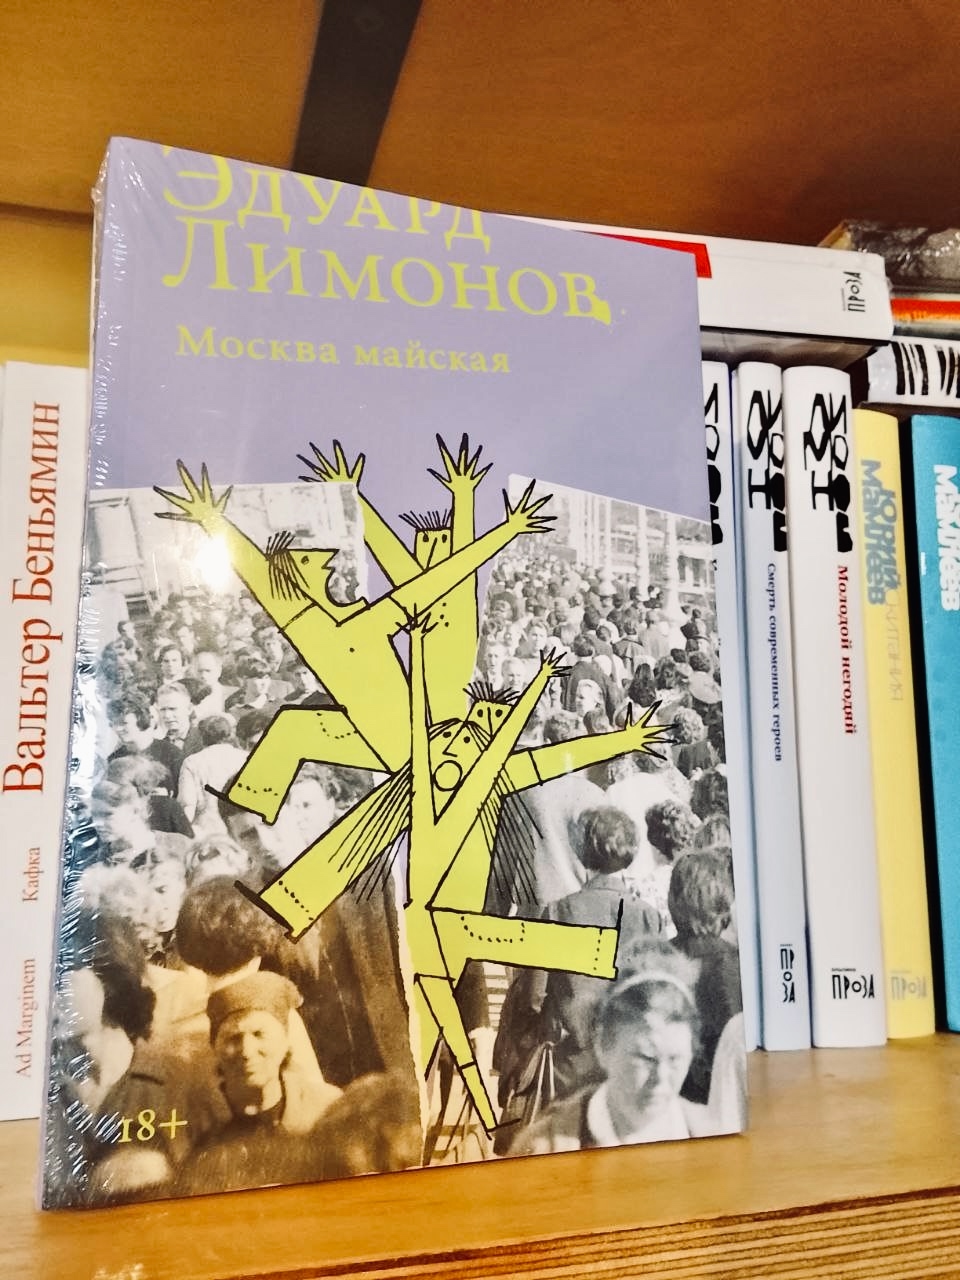 Эдуард
Лимонов
Москва майская
18+
Вальтер Беньямин
Кафка
Ad Marginem
Смерть современных героев
ПРОЗА
Молодой негодяй
ПРОЗА
Юрий
Мамлеев
ПРОЗА
Мамлеев